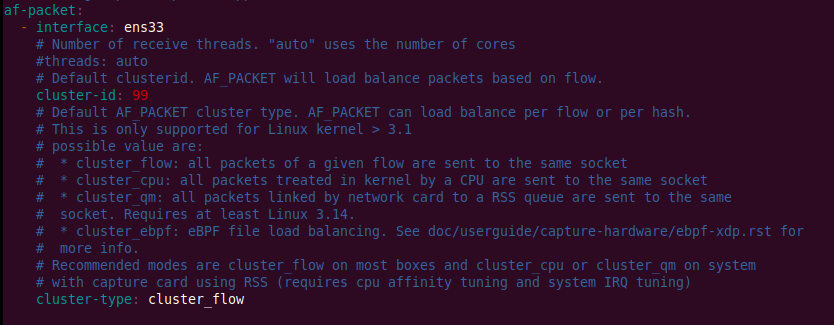 af-packet:
  - interface: ens33
    # Number of receive threads. "auto" uses the number of cores
    #threads: auto
    # Default clusterid. AF_PACKET will load balance packets based on flow.
    cluster-id: 99
    # Default AF_PACKET cluster type. AF_PACKET can load balance per flow or per hash.
    # This is only supported for Linux kernel > 3.1
    # possible value are:
    #  * cluster_flow: all packets of a given flow are sent to the same socket
    #  * cluster_cpu: all packets treated in kernel by a CPU are sent to the same socket
    #  * cluster_qm: all packets linked by network card to a RSS queue are sent to the same
    #  socket. Requires at least Linux 3.14.
    #  * cluster_ebpf: eBPF file load balancing. See doc/userguide/capture-hardware/ebpf-xdp.rst for
    #  more info.
    # Recommended modes are cluster_flow on most boxes and cluster_cpu or cluster_qm on system
    # with capture card using RSS (requires cpu affinity tuning and system IRQ tuning)
    cluster-type: cluster_flow